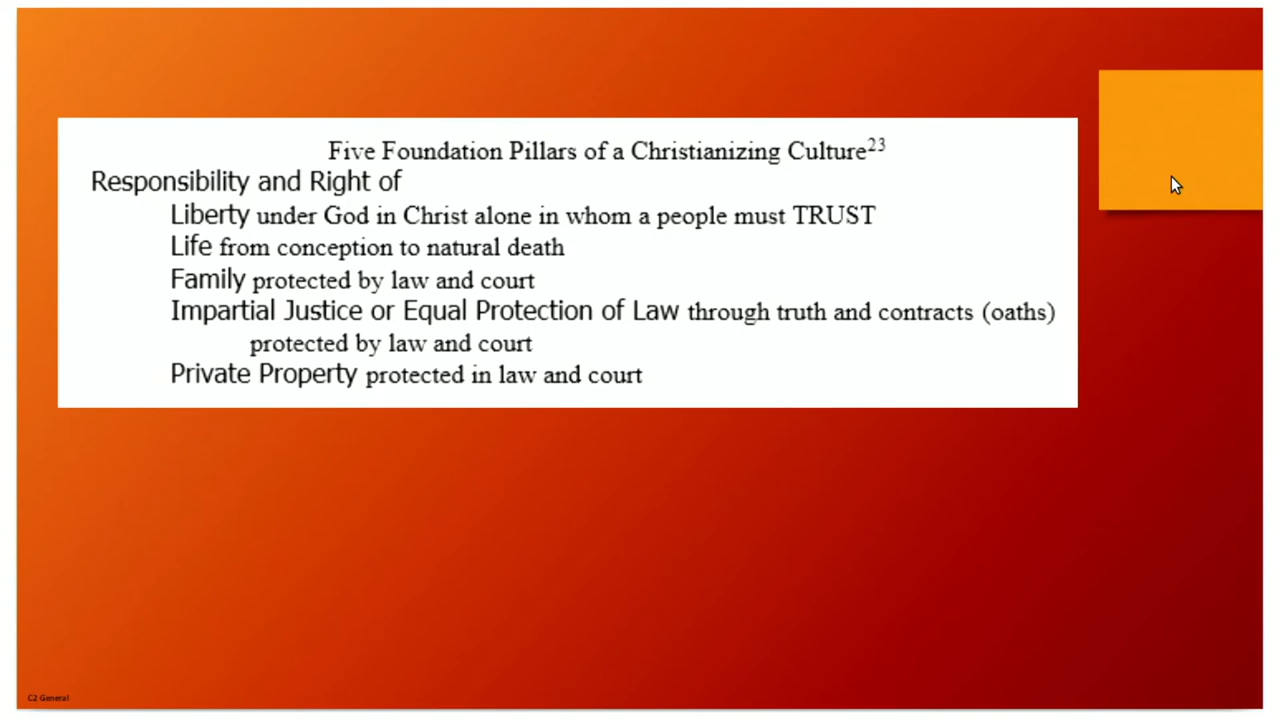 Five Foundation Pillars of a Christianizing Culture23
Responsibility and Right of
Liberty under God in Christ alone in whom a people must TRUST
Life from conception to natural death
Family protected by law and court
Impartial Justice or Equal Protection of Law through truth and contracts (oaths)
protected by law and court
Private Property protected in law and court
C2 General